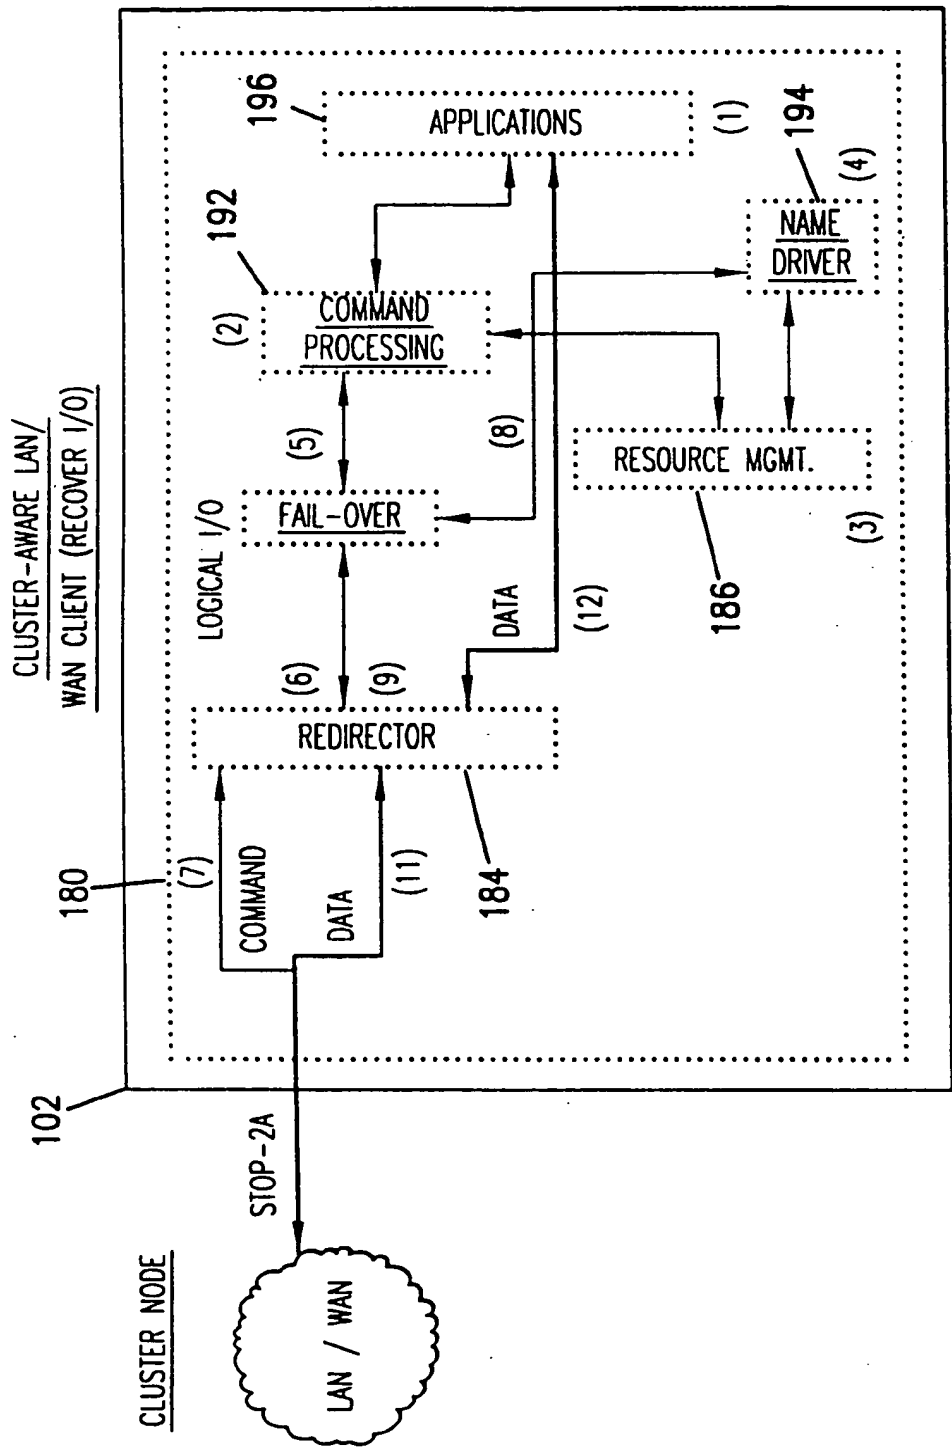 CLUSTER-AWARE LAN/
WAN CLIENT (RECOVER I/O)
CLUSTER NODE
LAN / WAN
STOP-2A
102
180
(7)
COMMAND
DATA
(11)
184
REDIRECTOR
(6)
(9)
LOGICAL I/O
FAIL-OVER
(5)
(2)
192
COMMAND
PROCESSING
(8)
DATA
(12)
196
APPLICATIONS
(1)
RESOURCE MGMT.
186
(3)
NAME
DRIVER
194
(4)